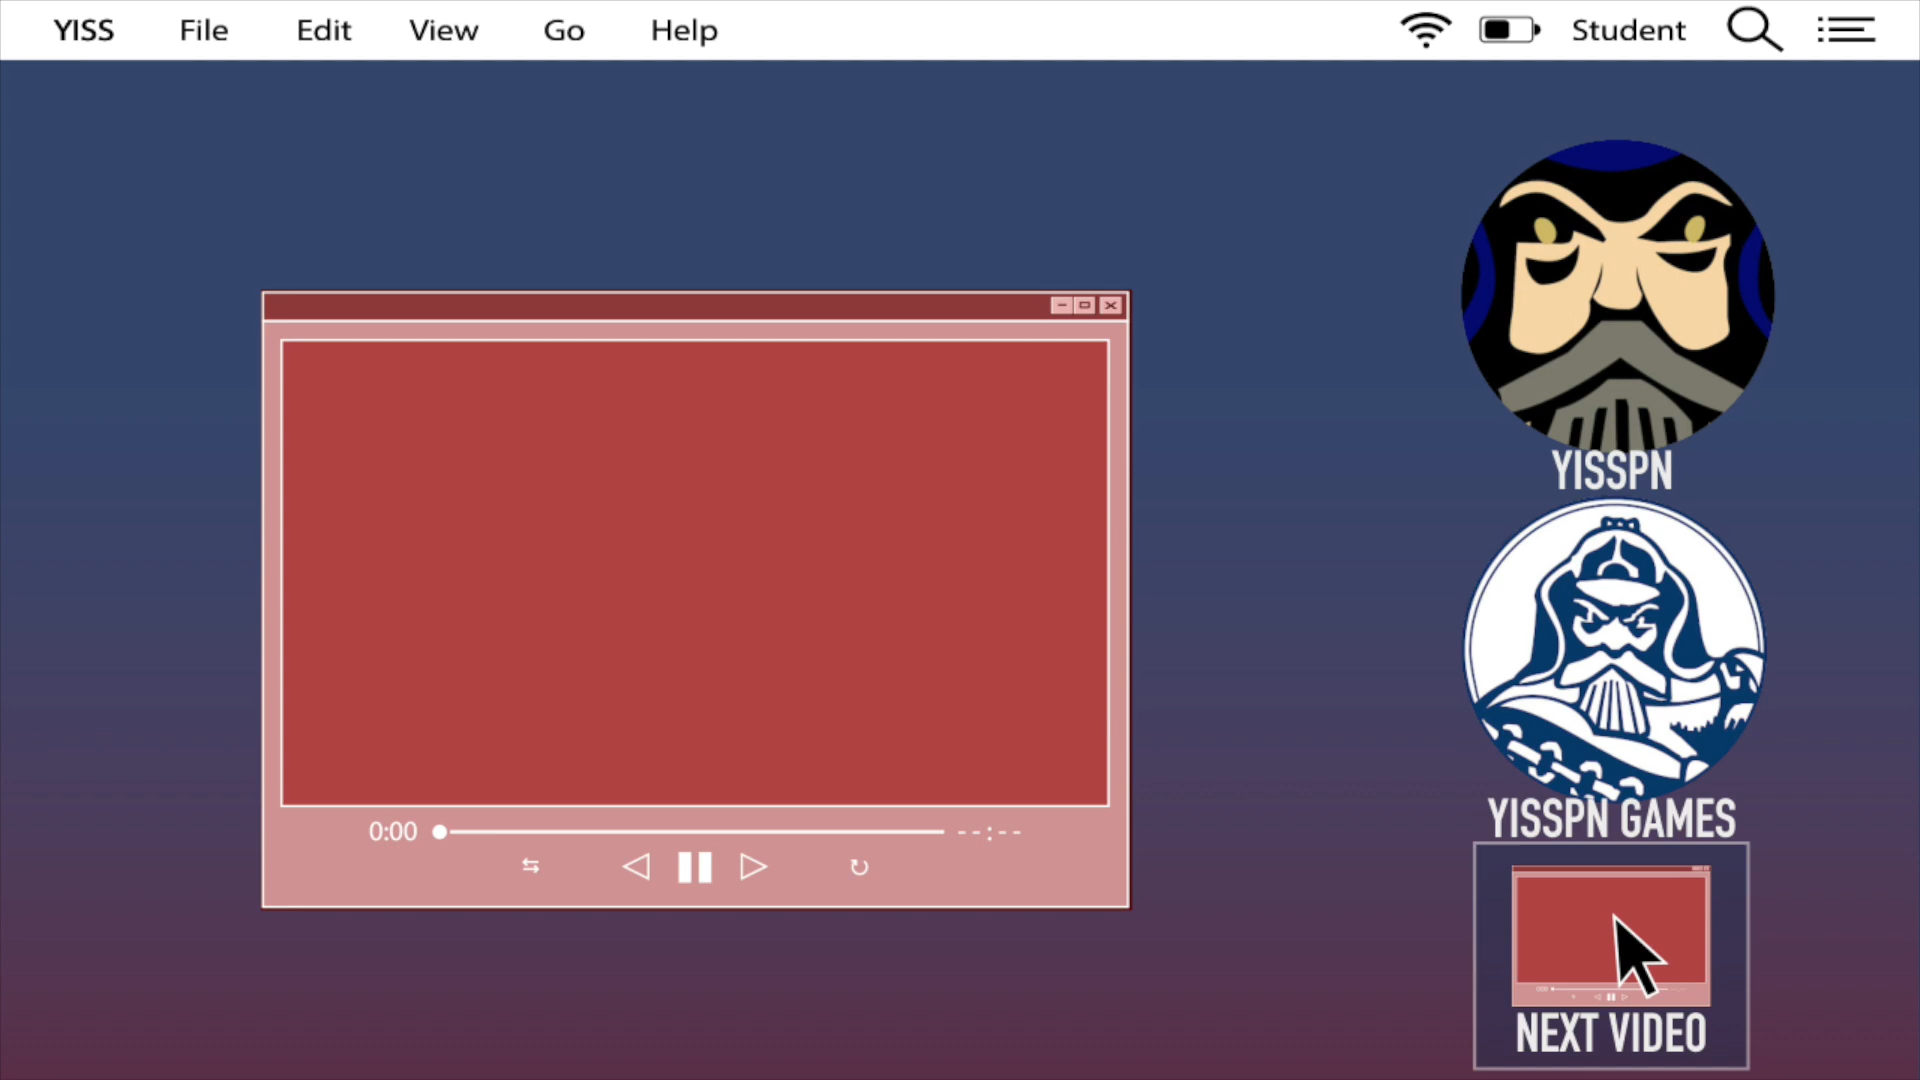 YISS File Edit View Go Help Student
YISSPN
YISSPN GAMES
0:00 --:--
NEXT VIDEO